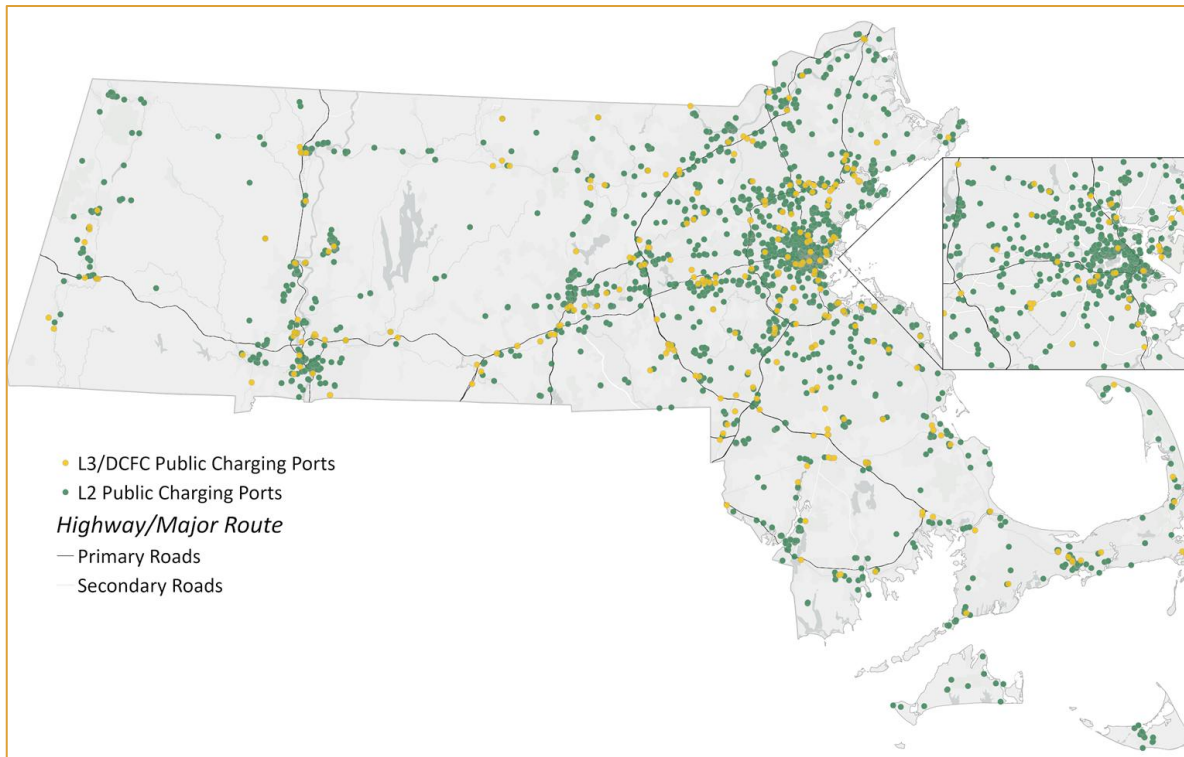 L3/DCFC Public Charging Ports
L2 Public Charging Ports
Highway/Major Route
Primary Roads
Secondary Roads